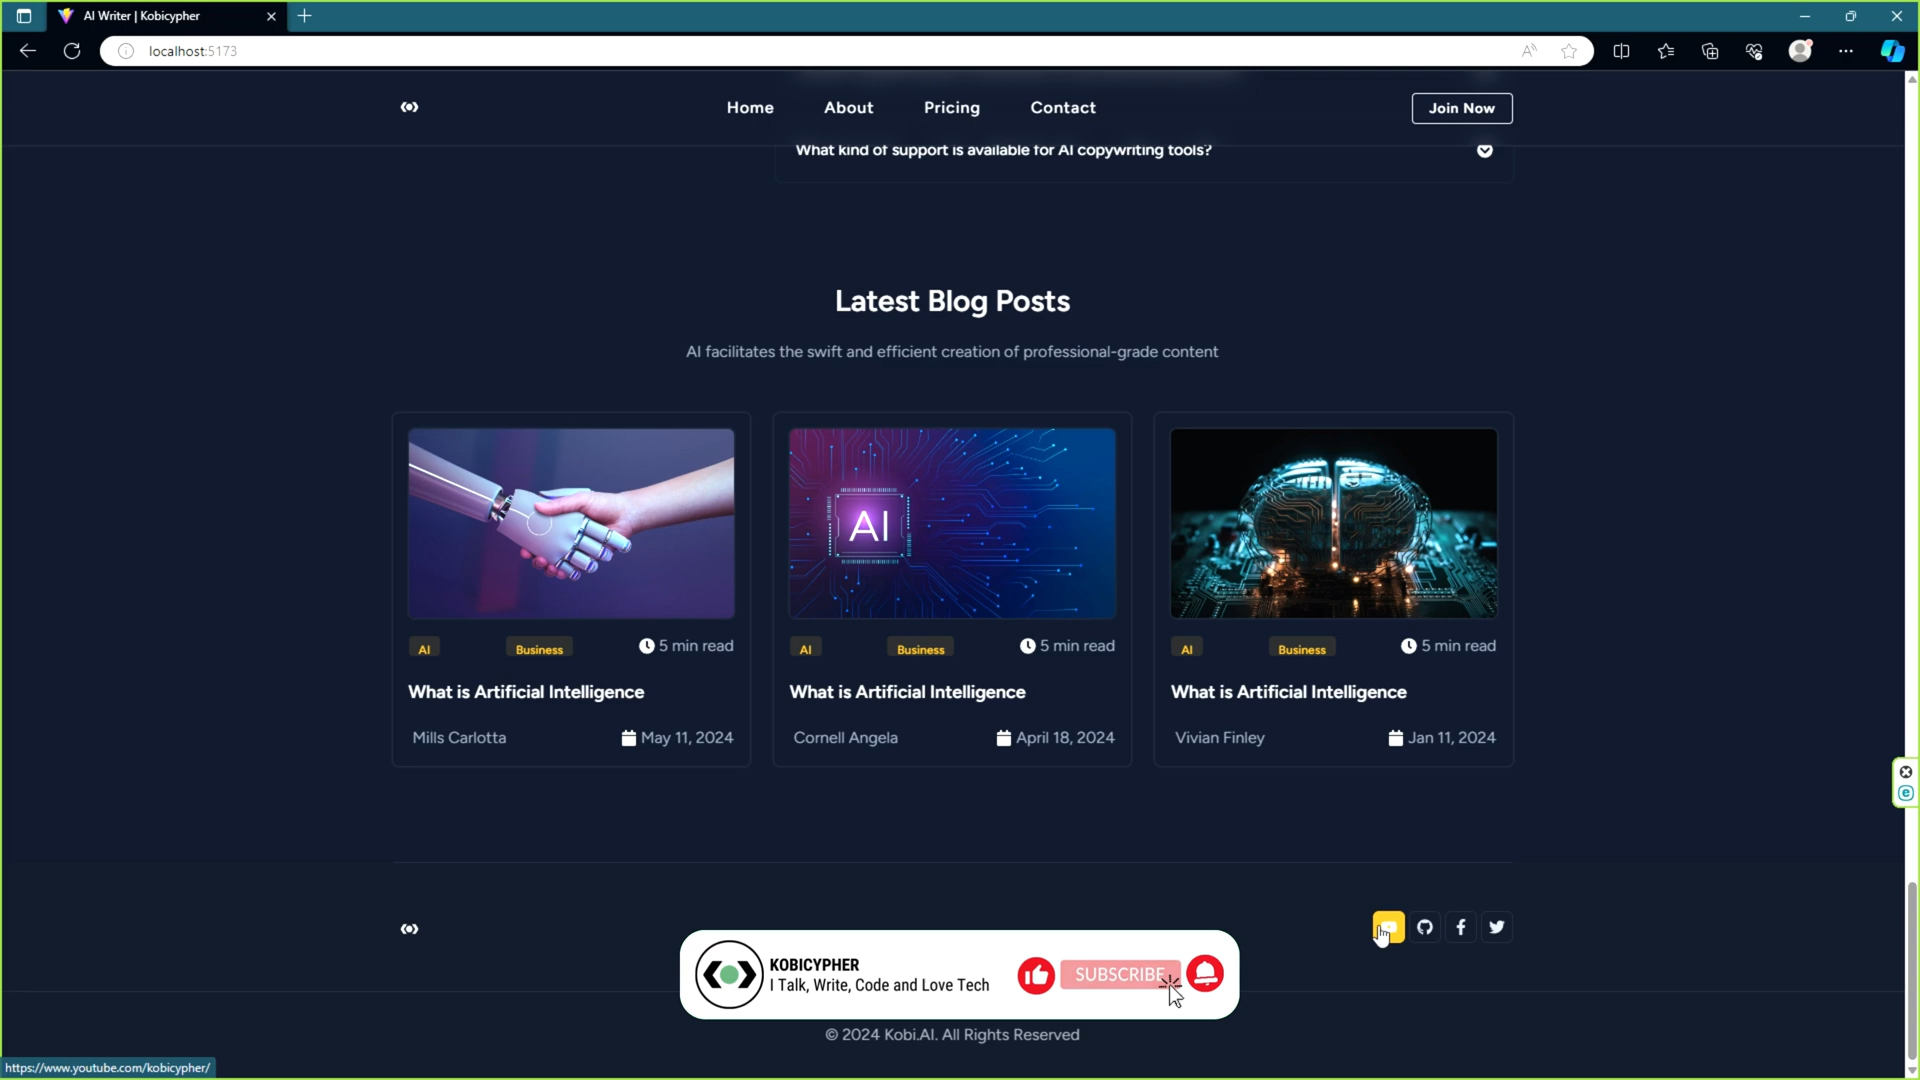 AI Writer | Kobicypher
localhost:5173
Home About Pricing Contact
Join Now
What kind of support is available for AI copywriting tools?
Latest Blog Posts
AI facilitates the swift and efficient creation of professional-grade content
AI
AI Business 5 min read
What is Artificial Intelligence
Mills Carlotta May 11, 2024
AI Business 5 min read
What is Artificial Intelligence
Cornell Angela April 18, 2024
AI Business 5 min read
What is Artificial Intelligence
Vivian Finley Jan 11, 2024
KOBICYPHER
I Talk, Write, Code and Love Tech
SUBSCRIBE
© 2024 Kobi.AI. All Rights Reserved
https://www.youtube.com/kobicypher/